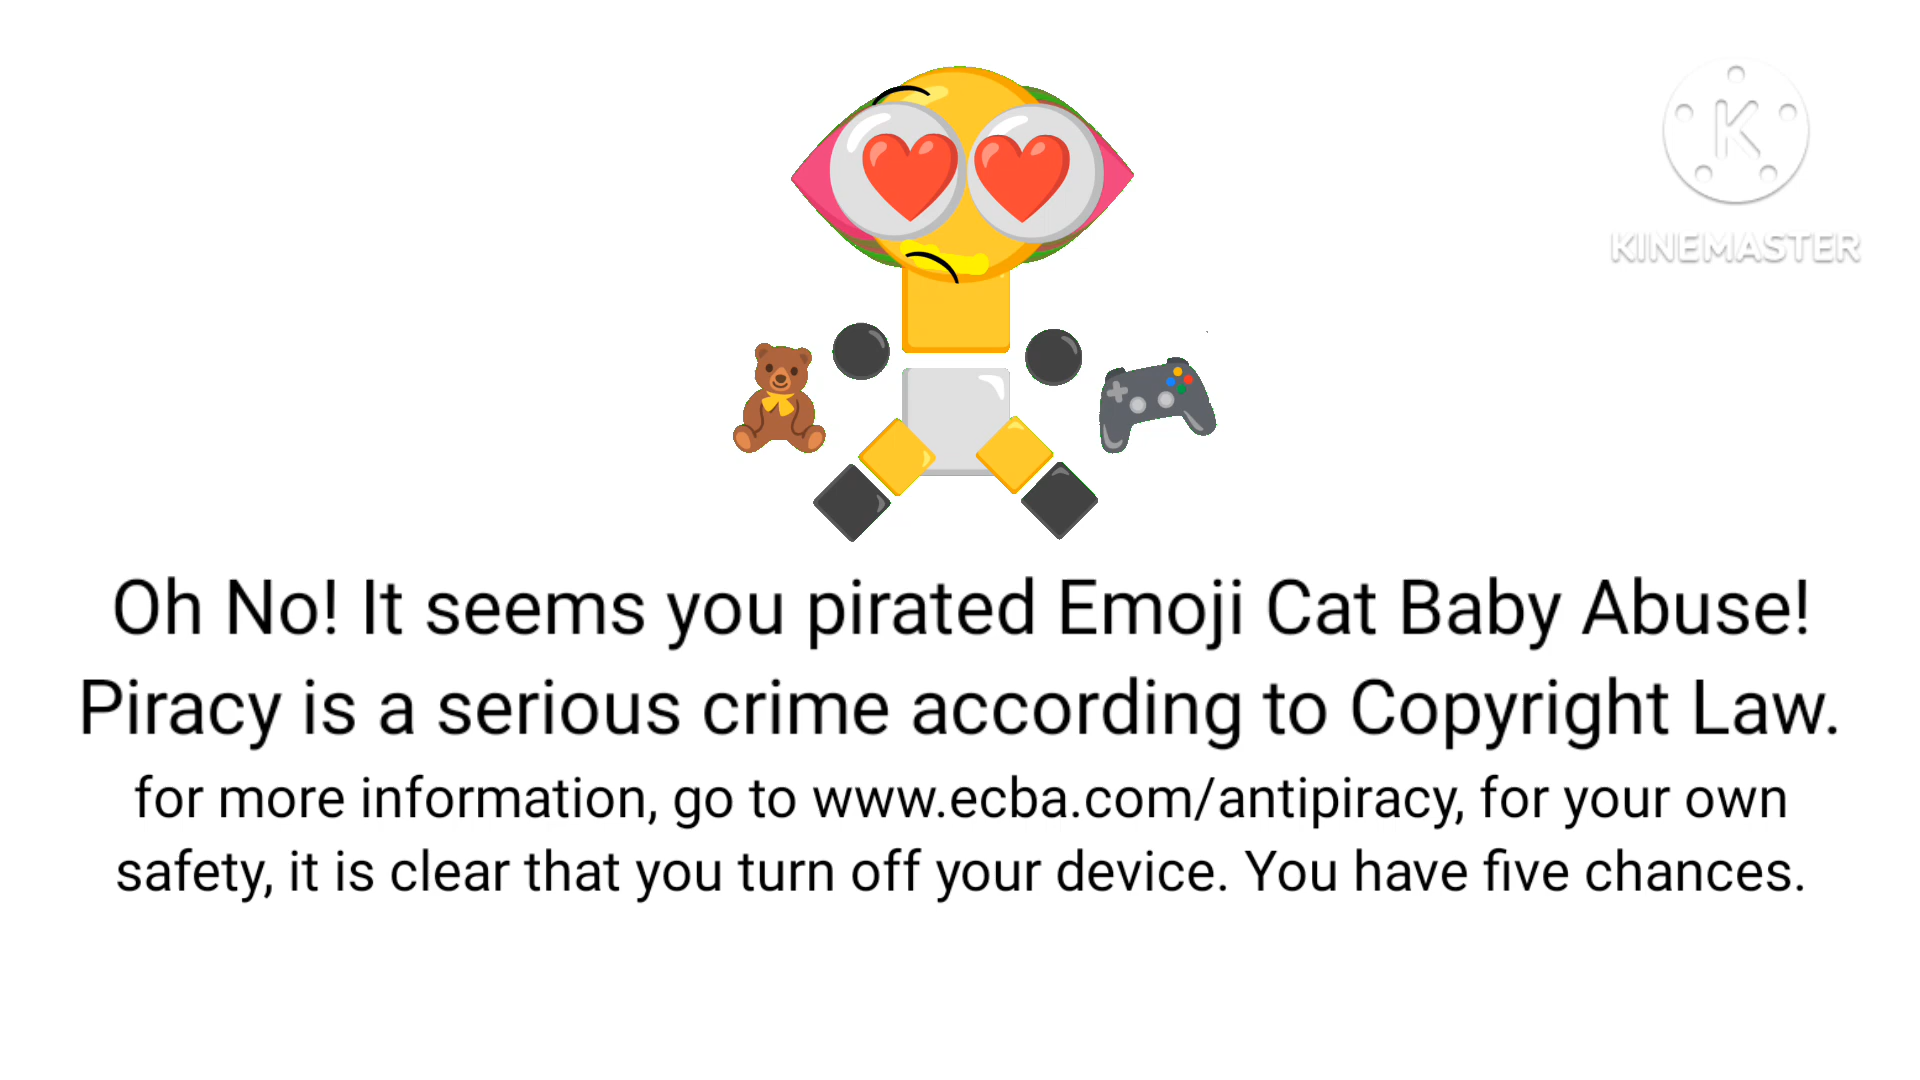 K
KINEMASTER
Oh No! It seems you pirated Emoji Cat Baby Abuse!
Piracy is a serious crime according to Copyright Law.
for more information, go to www.ecba.com/antipiracy, for your own
safety, it is clear that you turn off your device. You have five chances.